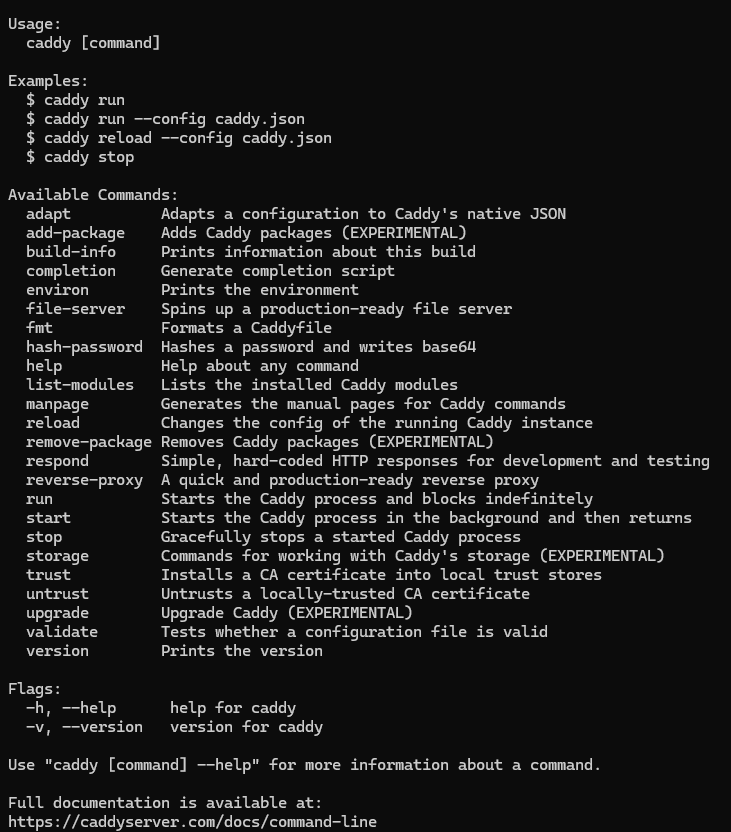 Usage:
  caddy [command]

Examples:
  $ caddy run
  $ caddy run --config caddy.json
  $ caddy reload --config caddy.json
  $ caddy stop

Available Commands:
  adapt          Adapts a configuration to Caddy's native JSON
  add-package    Adds Caddy packages (EXPERIMENTAL)
  build-info     Prints information about this build
  completion     Generate completion script
  environ        Prints the environment
  file-server    Spins up a production-ready file server
  fmt            Formats a Caddyfile
  hash-password  Hashes a password and writes base64
  help           Help about any command
  list-modules   Lists the installed Caddy modules
  manpage        Generates the manual pages for Caddy commands
  reload         Changes the config of the running Caddy instance
  remove-package Removes Caddy packages (EXPERIMENTAL)
  respond        Simple, hard-coded HTTP responses for development and testing
  reverse-proxy  A quick and production-ready reverse proxy
  run            Starts the Caddy process and blocks indefinitely
  start          Starts the Caddy process in the background and then returns
  stop           Gracefully stops a started Caddy process
  storage        Commands for working with Caddy's storage (EXPERIMENTAL)
  trust          Installs a CA certificate into local trust stores
  untrust        Untrusts a locally-trusted CA certificate
  upgrade        Upgrade Caddy (EXPERIMENTAL)
  validate       Tests whether a configuration file is valid
  version        Prints the version

Flags:
  -h, --help      help for caddy
  -v, --version   version for caddy

Use "caddy [command] --help" for more information about a command.

Full documentation is available at:
https://caddyserver.com/docs/command-line